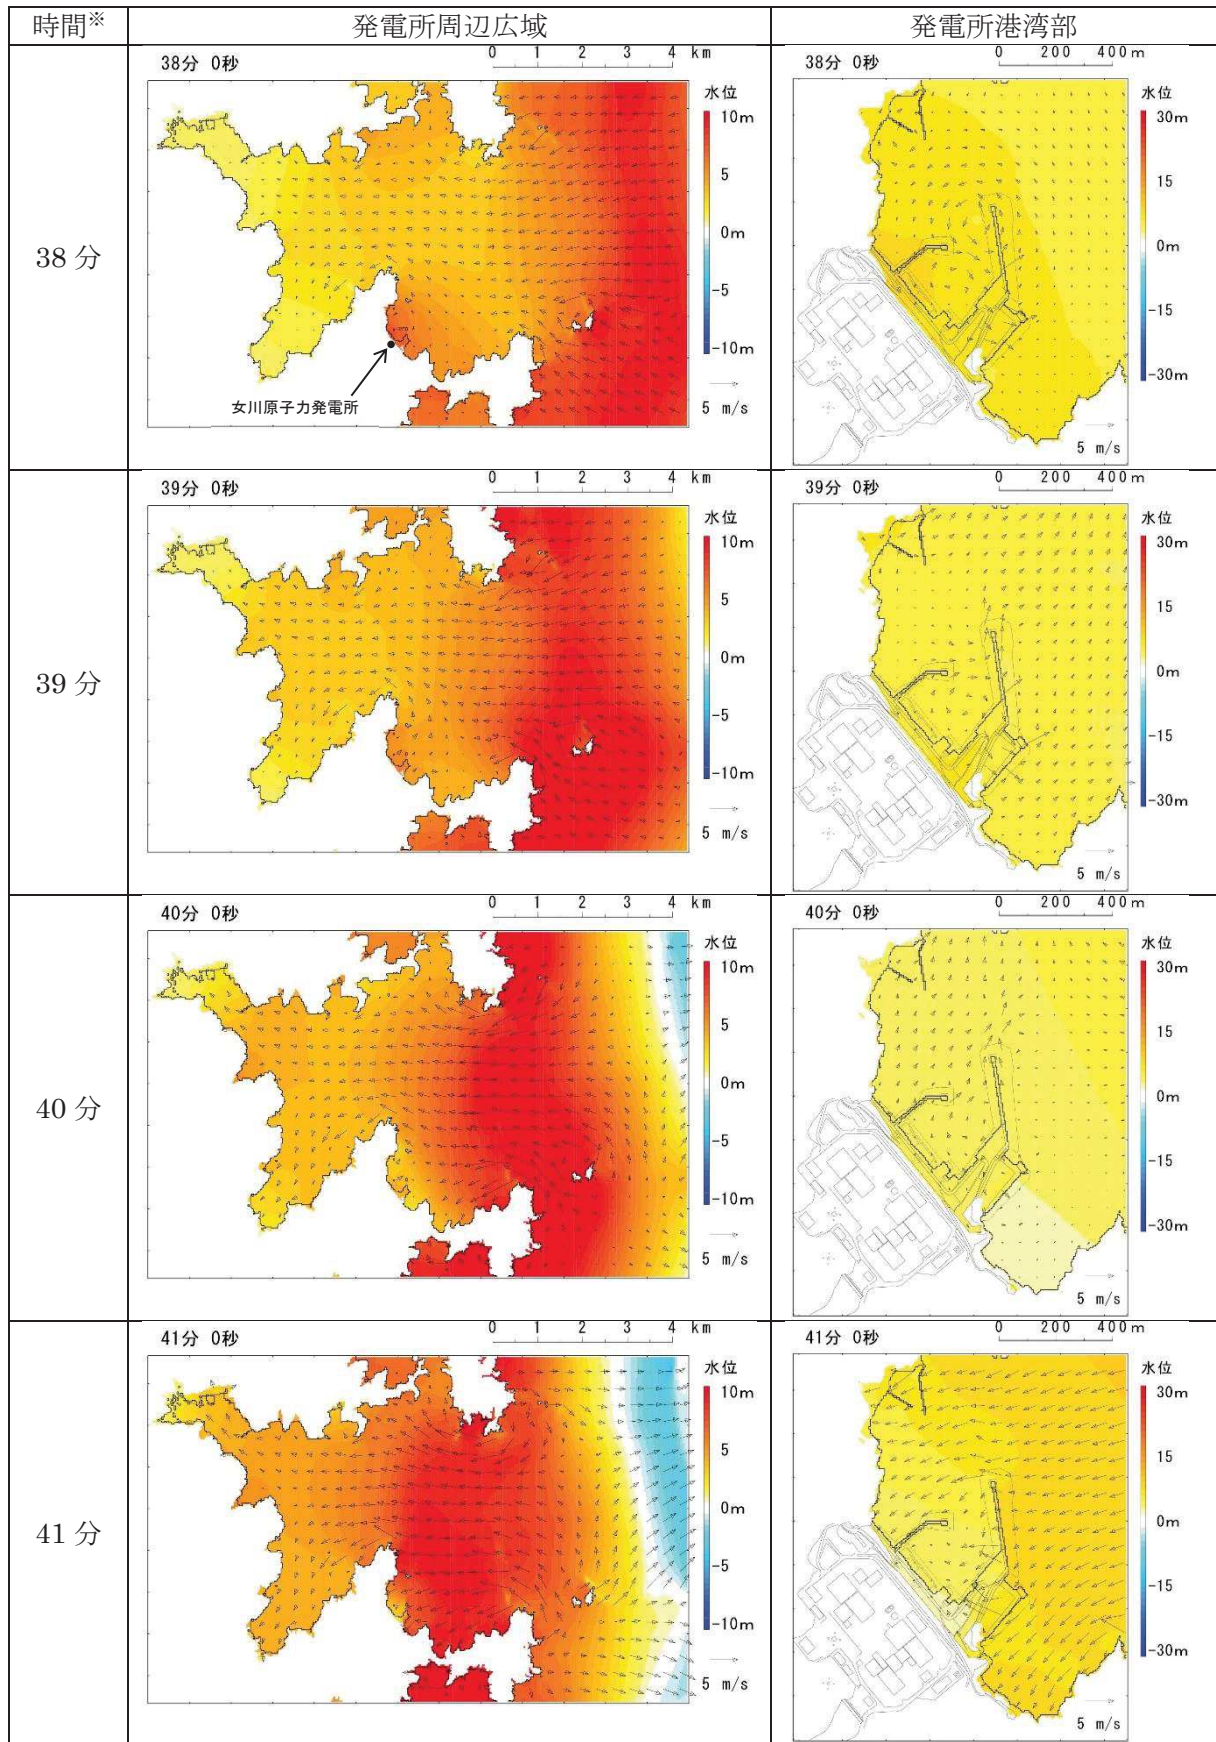 時間※ 発電所周辺広域 発電所港湾部
38分
38分 0秒 0 1 2 3 4 km
水位
10m
5
0m
-5
-10m
5 m/s
女川原子力発電所
38分 0秒 0 200 400m
水位
30m
15
0m
-15
-30m
5 m/s
39分
39分 0秒 0 1 2 3 4 km
水位
10m
5
0m
-5
-10m
5 m/s
39分 0秒 0 200 400m
水位
30m
15
0m
-15
-30m
5 m/s
40分
40分 0秒 0 1 2 3 4 km
水位
10m
5
0m
-5
-10m
5 m/s
40分 0秒 0 200 400m
水位
30m
15
0m
-15
-30m
5 m/s
41分
41分 0秒 0 1 2 3 4 km
水位
10m
5
0m
-5
-10m
5 m/s
41分 0秒 0 200 400m
水位
30m
15
0m
-15
-30m
5 m/s